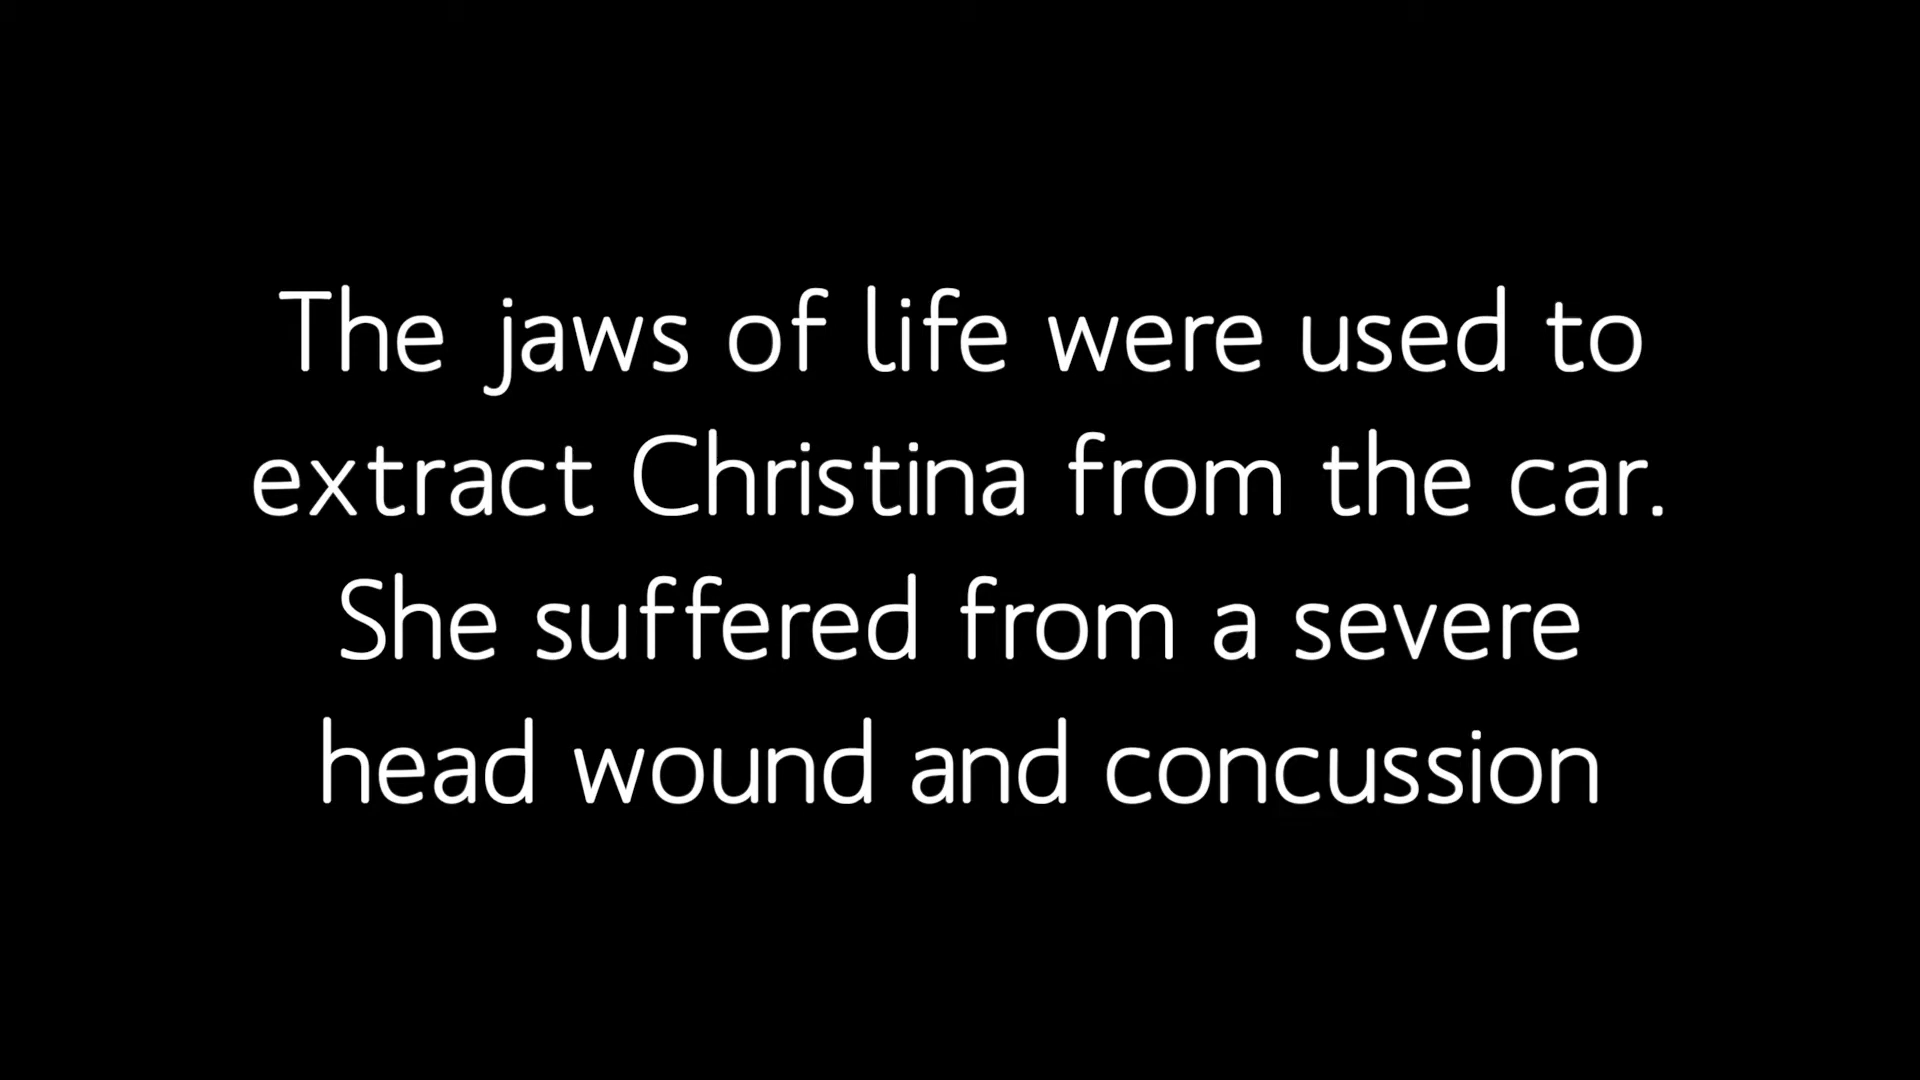 The jaws of life were used to
extract Christina from the car.
She suffered from a severe
head wound and concussion